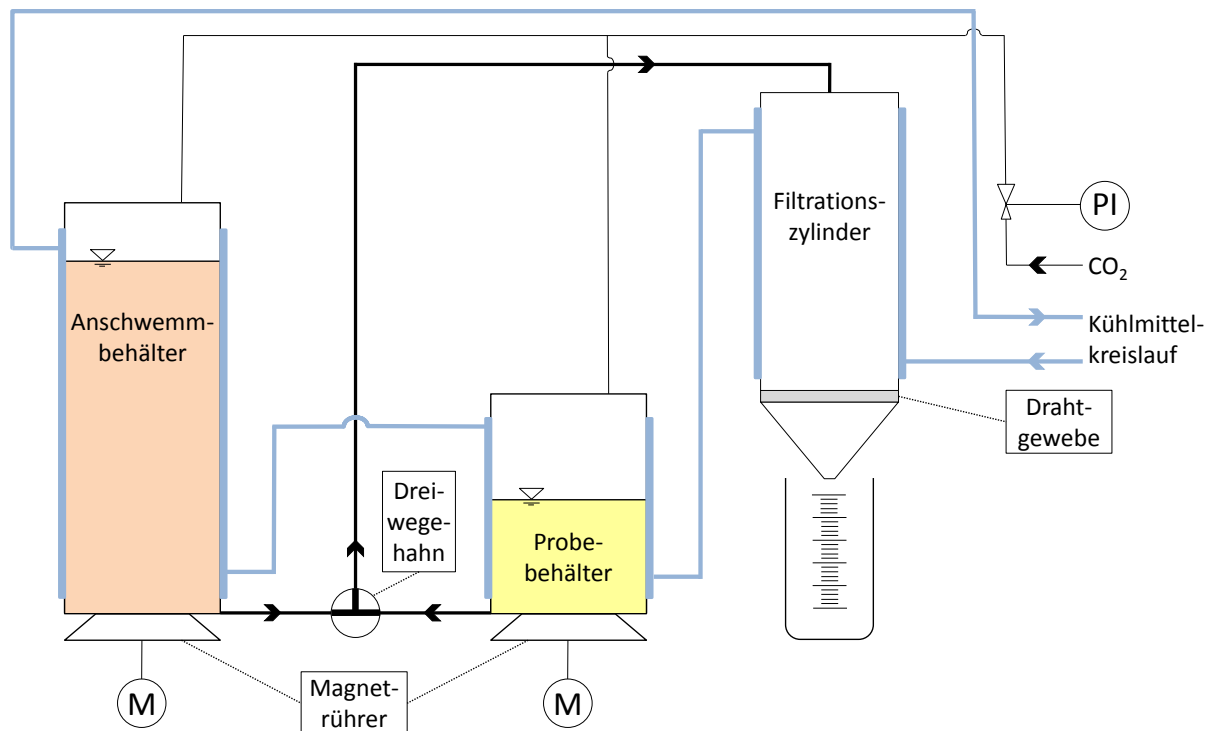 Anschwemm-
behälter
Drei-
wege-
hahn
Probe-
behälter
Magnet-
rührer
M
M
Filtrations-
zylinder
PI
CO₂
Kühlmittel-
kreislauf
Draht-
gewebe